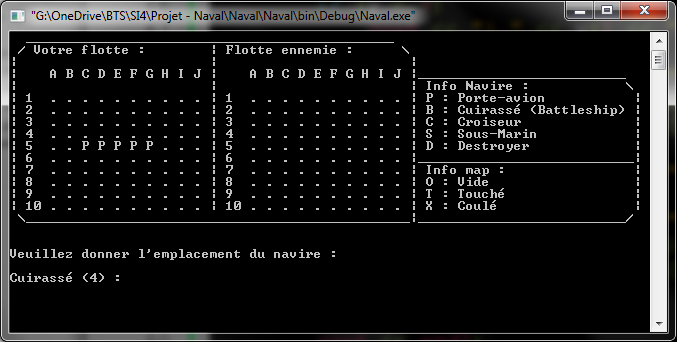 "G:\OneDrive\BTS\SI4\Projet - Naval\Naval\Naval\bin\Debug\Naval.exe"
Votre flotte : | Flotte ennemie :
A B C D E F G H I J | A B C D E F G H I J
Info Navire :
1 . . . . . . . . . . | 1 . . . . . . . . . . | P : Porte-avion
2 . . . . . . . . . . | 2 . . . . . . . . . . | B : Cuirassé (Battleship)
3 . . . . . . . . . . | 3 . . . . . . . . . . | C : Croiseur
4 . . . . . . . . . . | 4 . . . . . . . . . . | S : Sous-Marin
5 . . P P P P P . . . | 5 . . . . . . . . . . | D : Destroyer
6 . . . . . . . . . . | 6 . . . . . . . . . .
7 . . . . . . . . . . | 7 . . . . . . . . . . | Info map :
8 . . . . . . . . . . | 8 . . . . . . . . . . | O : Vide
9 . . . . . . . . . . | 9 . . . . . . . . . . | T : Touché
10 . . . . . . . . . . | 10 . . . . . . . . . . | X : Coulé
Veuillez donner l'emplacement du navire :
Cuirassé (4) :